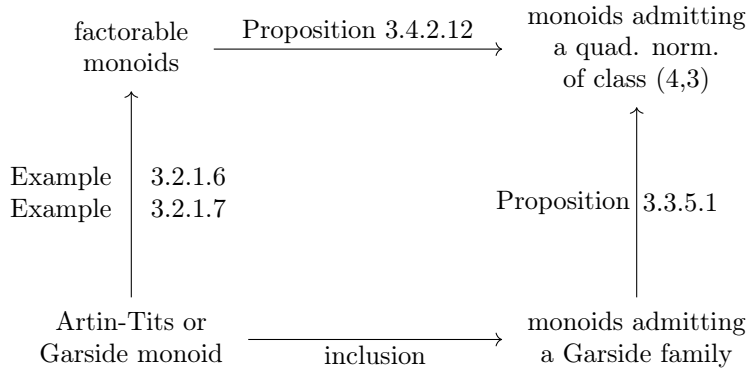 factorable
monoids
Proposition 3.4.2.12
monoids admitting
a quad. norm.
of class (4,3)
Example 3.2.1.6
Example 3.2.1.7
Proposition 3.3.5.1
Artin-Tits or
Garside monoid
inclusion
monoids admitting
a Garside family